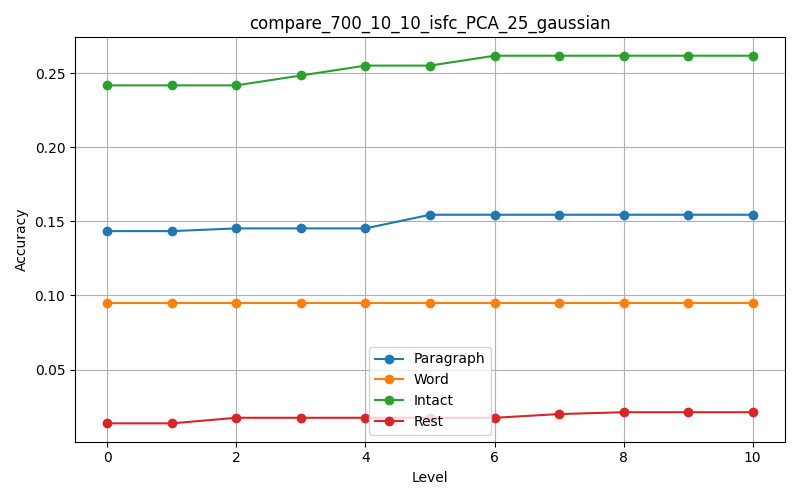 compare_700_10_10_isfc_PCA_25_gaussian
0.25
0.20
0.15
0.10
0.05
Accuracy
Paragraph
Word
Intact
Rest
0 2 4 6 8 10
Level